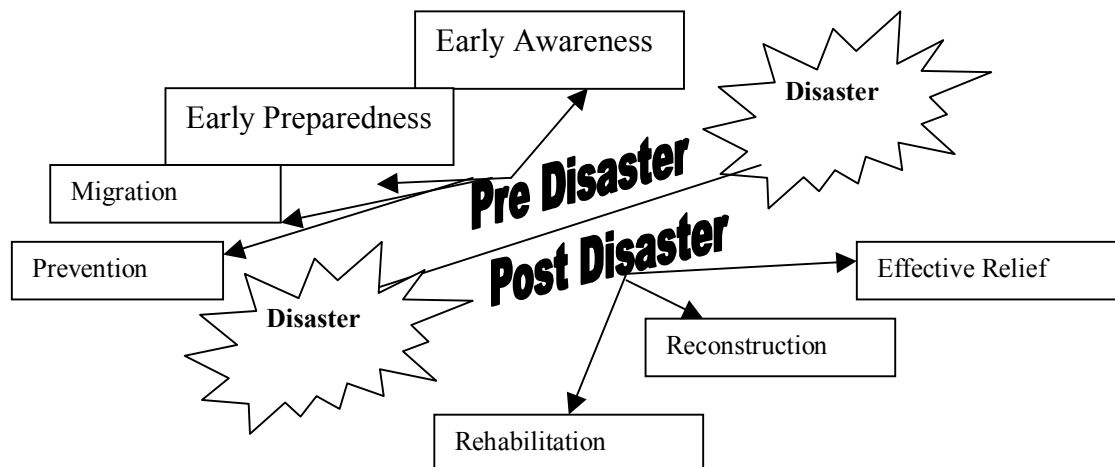 Early Awareness
Disaster
Early Preparedness
Migration
Pre Disaster
Prevention
Post Disaster
Effective Relief
Disaster
Reconstruction
Rehabilitation